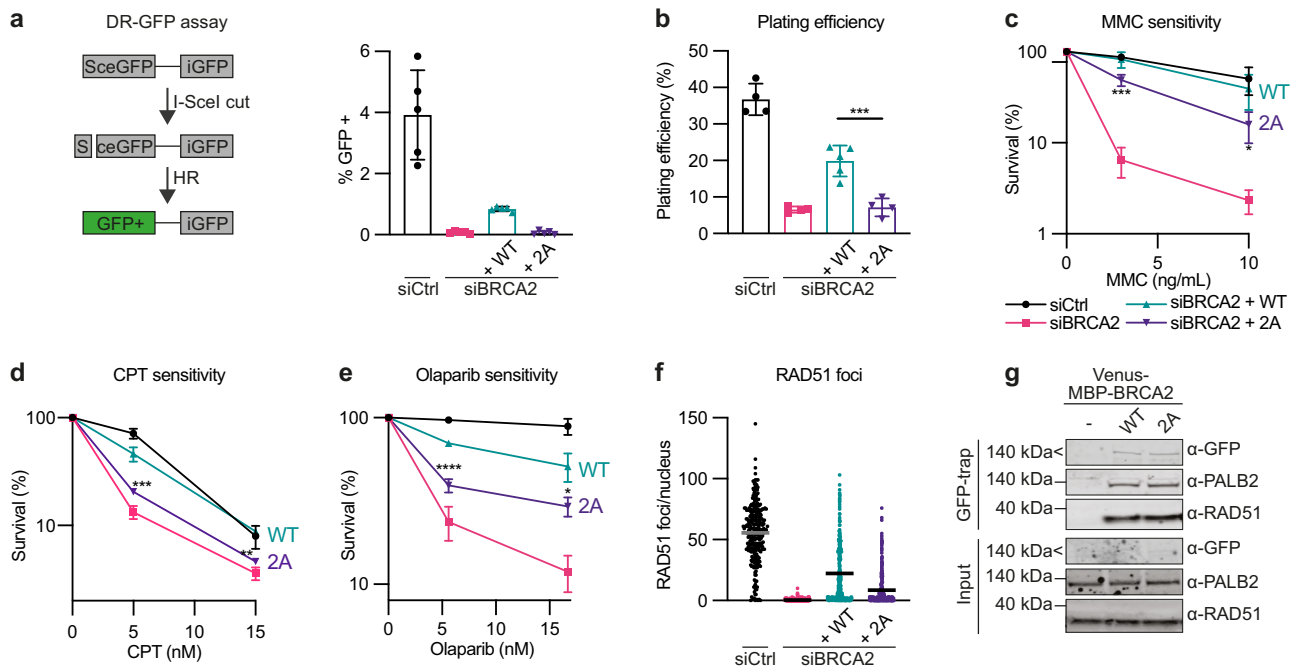 a
DR-GFP assay
SceGFP
iGFP
I-SceI cut
S
ceGFP
iGFP
HR
GFP+
iGFP
% GFP +
6
4
2
0
+ WT
+ 2A
siCtrl
siBRCA2
b
Plating efficiency
Plating efficiency (%)
50
40
30
20
10
0
***
+ WT
+ 2A
siCtrl
siBRCA2
c
MMC sensitivity
Survival (%)
100
10
1
***
*
WT
2A
0
5
10
MMC (ng/mL)
siCtrl
siBRCA2 + WT
siBRCA2
siBRCA2 + 2A
d
CPT sensitivity
Survival (%)
100
10
***
**
WT
2A
0
5
10
15
CPT (nM)
e
Olaparib sensitivity
Survival (%)
100
10
****
*
WT
2A
0
5
10
15
Olaparib (nM)
f
RAD51 foci
RAD51 foci/nucleus
150
100
50
0
+ WT
+ 2A
siCtrl
siBRCA2
g
Venus-
MBP-BRCA2
- WT 2A
GFP-trap
140 kDa< α-GFP
140 kDa α-PALB2
40 kDa α-RAD51
Input
140 kDa< α-GFP
140 kDa α-PALB2
40 kDa α-RAD51